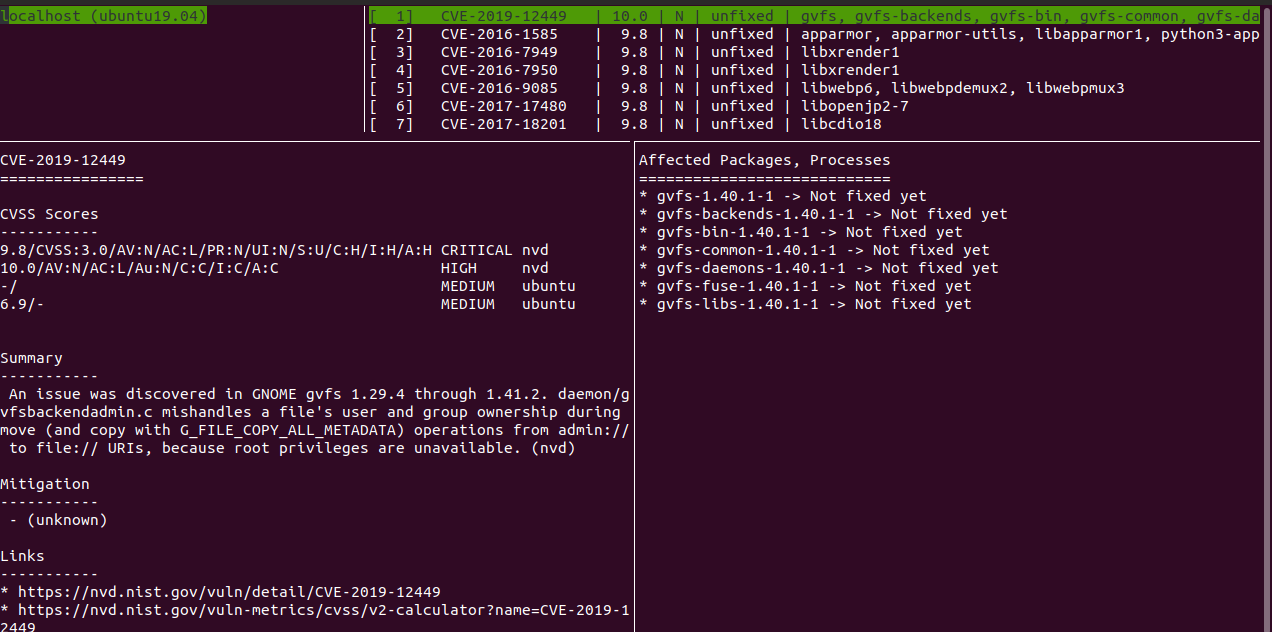 localhost (ubuntu19.04)
[  1]   CVE-2019-12449   | 10.0 | N | unfixed | gvfs, gvfs-backends, gvfs-bin, gvfs-common, gvfs-da
[  2]   CVE-2016-1585    |  9.8 | N | unfixed | apparmor, apparmor-utils, libapparmor1, python3-app
[  3]   CVE-2016-7949    |  9.8 | N | unfixed | libxrender1
[  4]   CVE-2016-7950    |  9.8 | N | unfixed | libxrender1
[  5]   CVE-2016-9085    |  9.8 | N | unfixed | libwebp6, libwebpdemux2, libwebpmux3
[  6]   CVE-2017-17480   |  9.8 | N | unfixed | libopenjp2-7
[  7]   CVE-2017-18201   |  9.8 | N | unfixed | libcdio18
CVE-2019-12449
================
CVSS Scores
-----------
9.8/CVSS:3.0/AV:N/AC:L/PR:N/UI:N/S:U/C:H/I:H/A:H CRITICAL nvd
10.0/AV:N/AC:L/Au:N/C:C/I:C/A:C                  HIGH     nvd
-/                                               MEDIUM   ubuntu
6.9/-                                            MEDIUM   ubuntu
Summary
-----------
An issue was discovered in GNOME gvfs 1.29.4 through 1.41.2. daemon/g
vfsbackendadmin.c mishandles a file's user and group ownership during
move (and copy with G_FILE_COPY_ALL_METADATA) operations from admin://
to file:// URIs, because root privileges are unavailable. (nvd)
Mitigation
-----------
- (unknown)
Links
-----------
* https://nvd.nist.gov/vuln/detail/CVE-2019-12449
* https://nvd.nist.gov/vuln-metrics/cvss/v2-calculator?name=CVE-2019-1
2449
Affected Packages, Processes
============================
* gvfs-1.40.1-1 -> Not fixed yet
* gvfs-backends-1.40.1-1 -> Not fixed yet
* gvfs-bin-1.40.1-1 -> Not fixed yet
* gvfs-common-1.40.1-1 -> Not fixed yet
* gvfs-daemons-1.40.1-1 -> Not fixed yet
* gvfs-fuse-1.40.1-1 -> Not fixed yet
* gvfs-libs-1.40.1-1 -> Not fixed yet